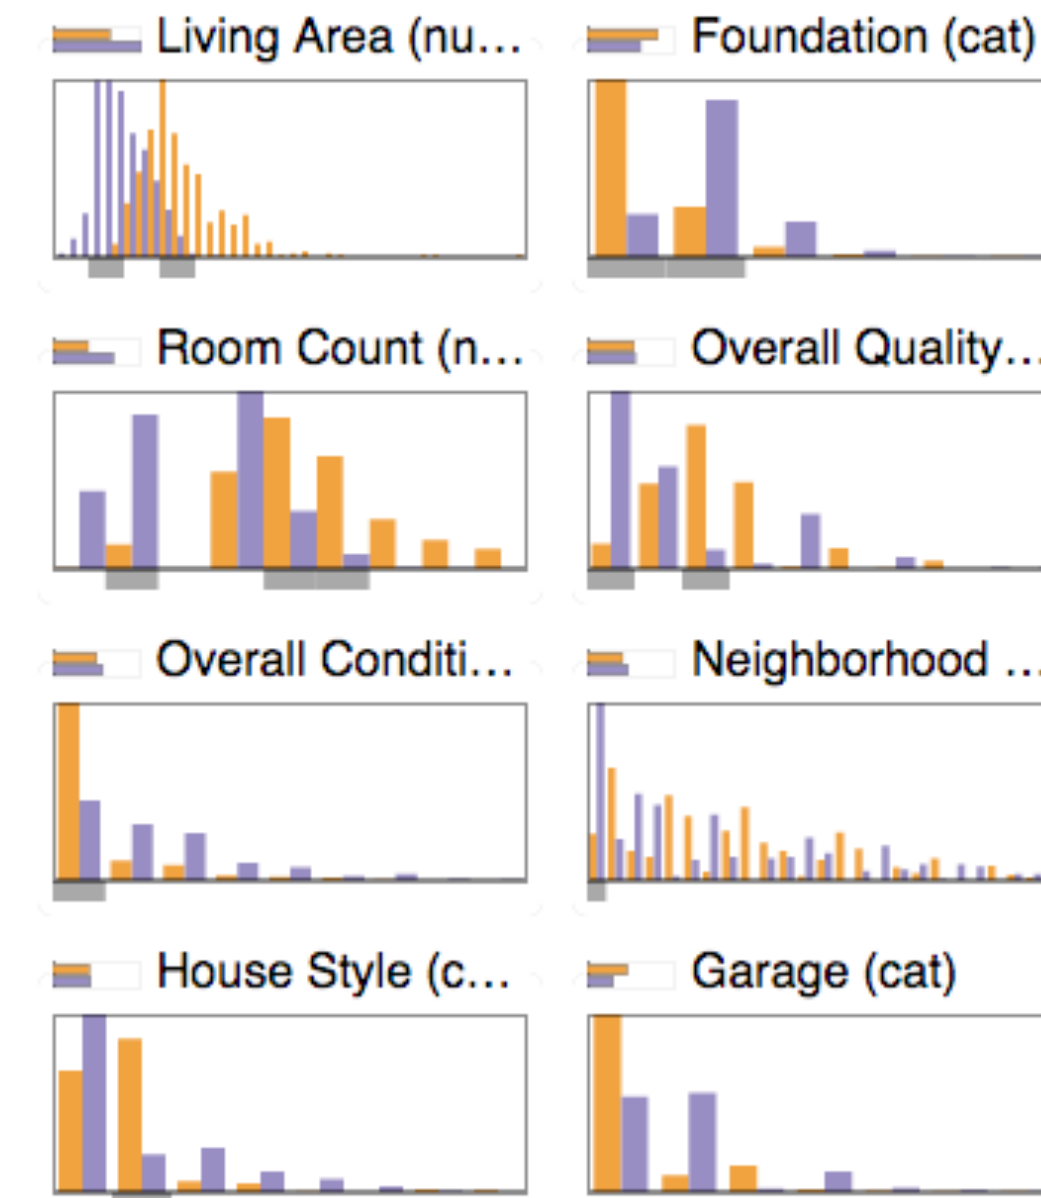 Living Area (nu...
Foundation (cat)
Room Count (n...
Overall Quality...
Overall Conditi...
Neighborhood ...
House Style (c...
Garage (cat)